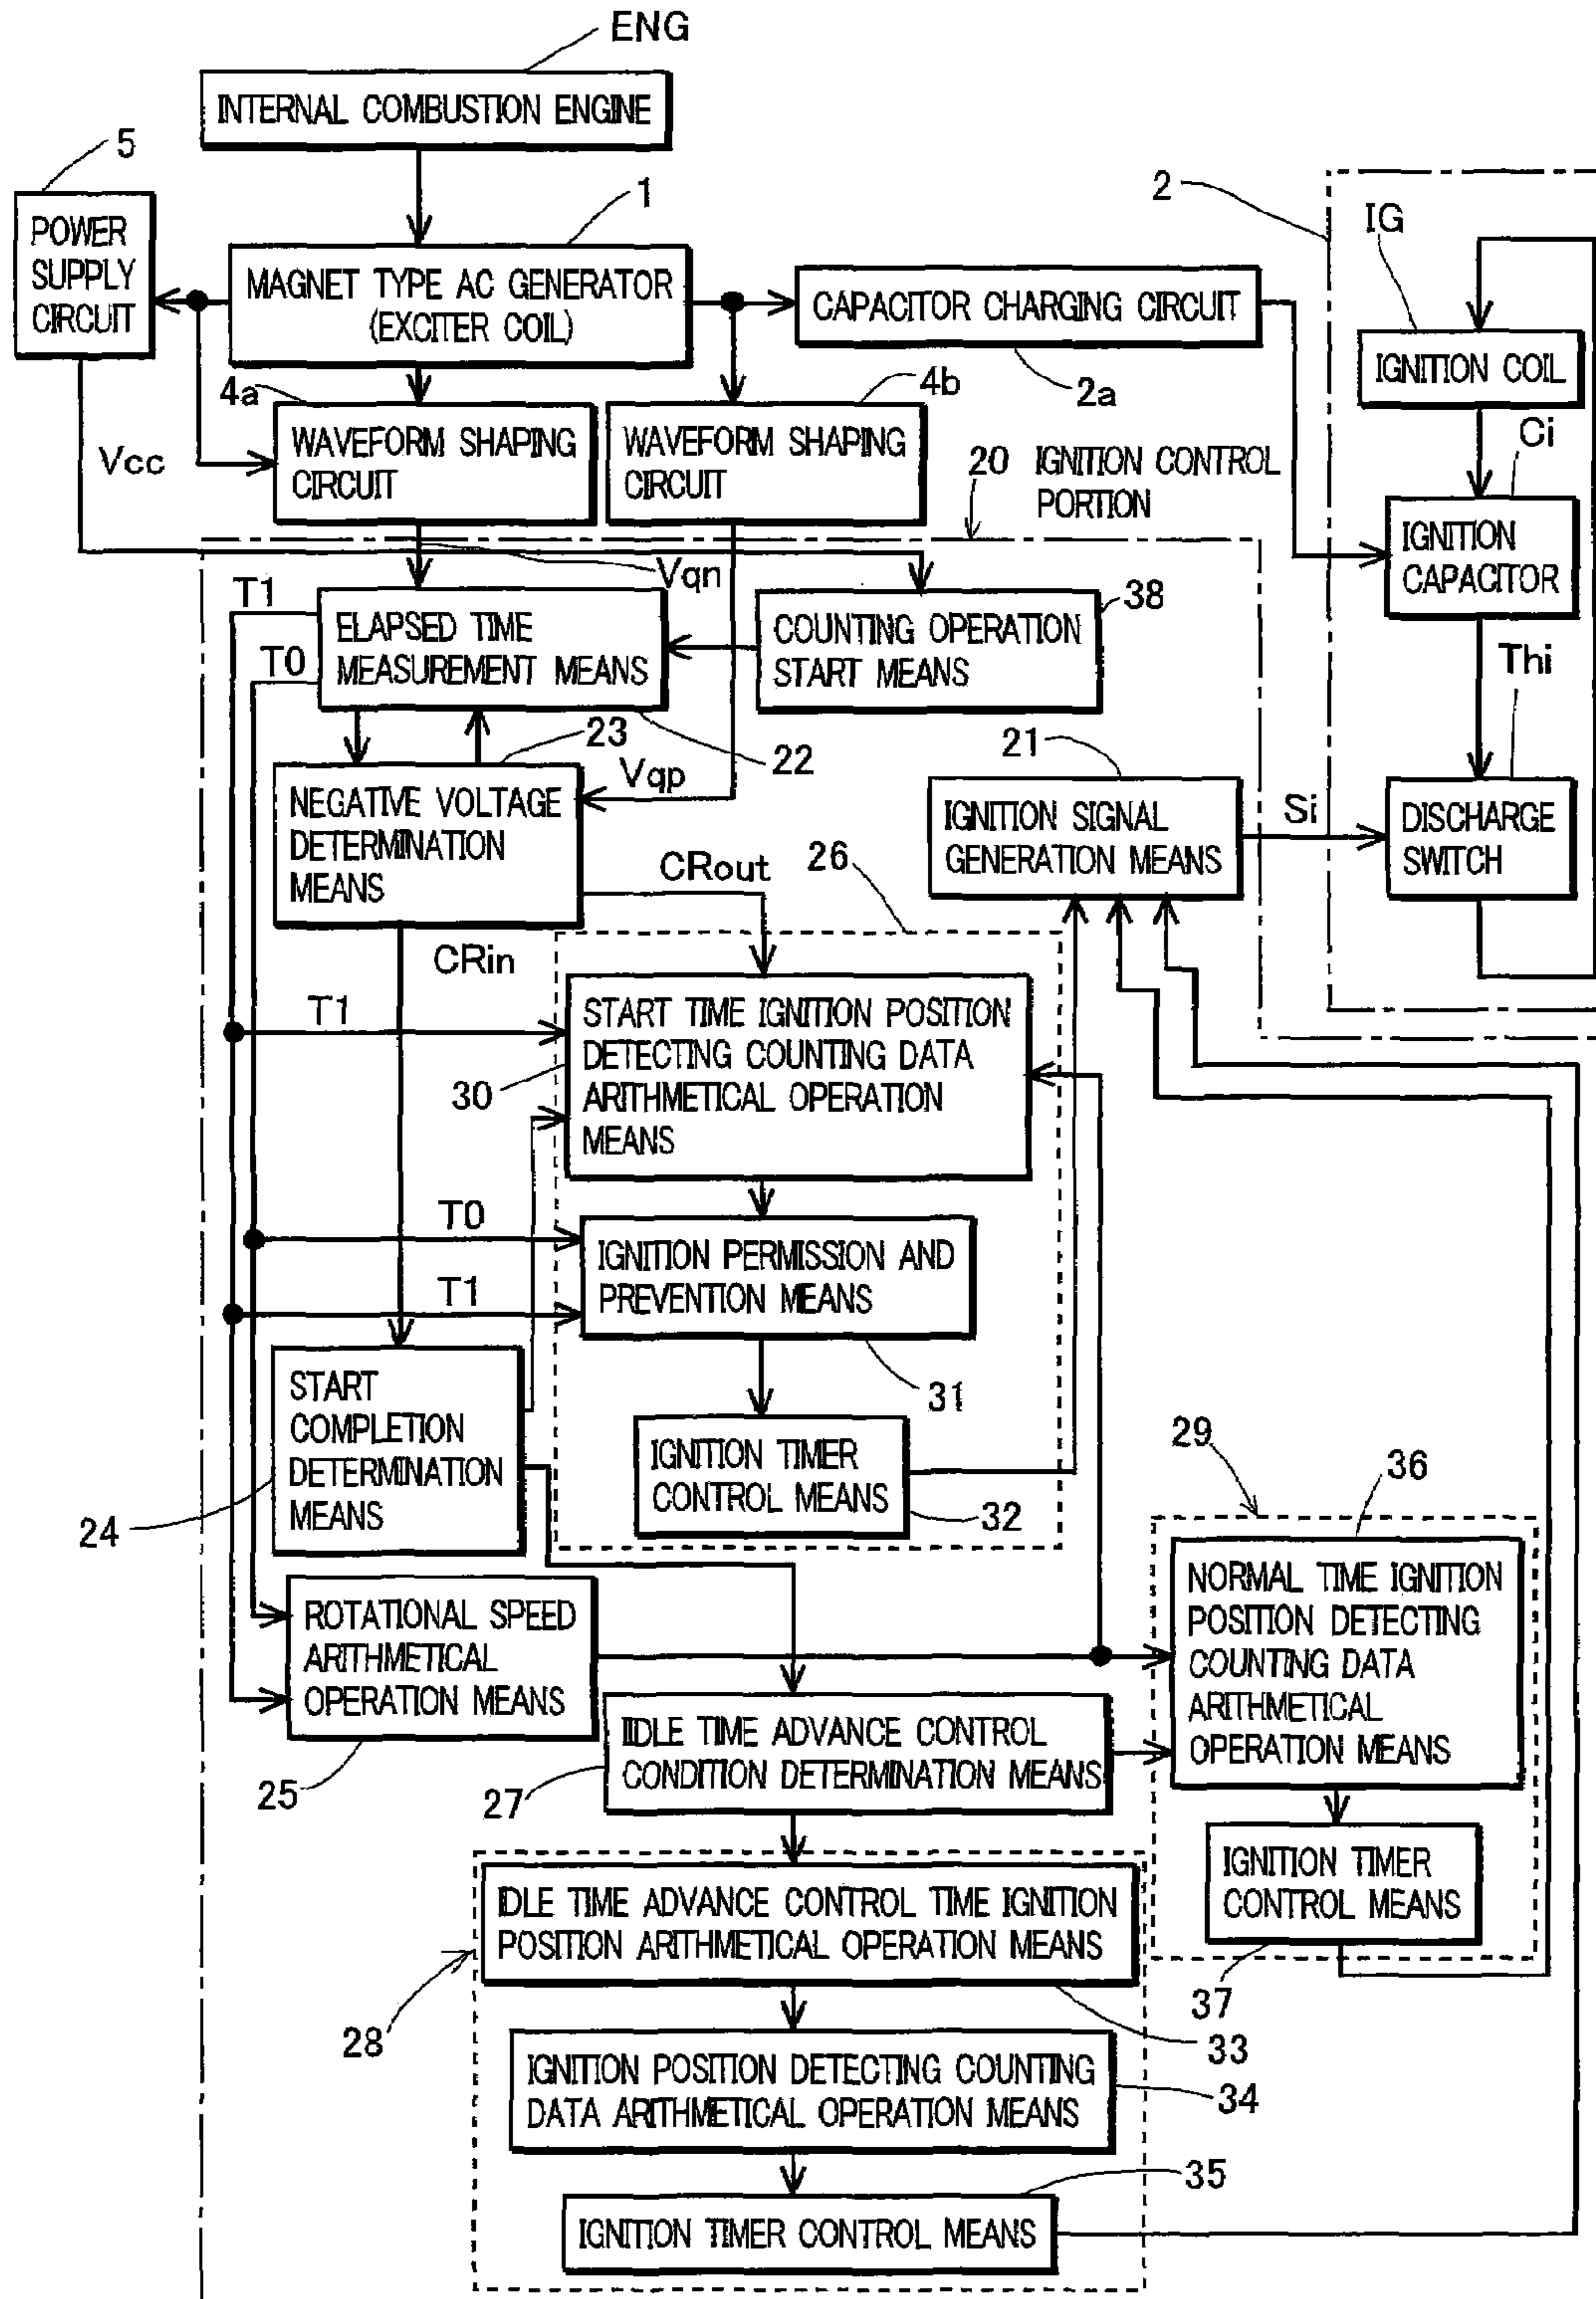 ENG
INTERNAL COMBUSTION ENGINE
5
1
2
POWER
SUPPLY
CIRCUIT
MAGNET TYPE AC GENERATOR
(EXCITER COIL)
CAPACITOR CHARGING CIRCUIT
2a
IG
IGNITION COIL
4a
4b
Ci
Vcc
WAVEFORM SHAPING
CIRCUIT
WAVEFORM SHAPING
CIRCUIT
20 IGNITION CONTROL
PORTION
IGNITION
CAPACITOR
Vqn
T1
T0
ELAPSED TIME
MEASUREMENT MEANS
COUNTING OPERATION
START MEANS
38
Thi
23
22
21
Vqp
NEGATIVE VOLTAGE
DETERMINATION
MEANS
IGNITION SIGNAL
GENERATION MEANS
Si
DISCHARGE
SWITCH
CRout
26
CRin
T1
START TIME IGNITION POSITION
DETECTING COUNTING DATA
ARITHMETICAL OPERATION
MEANS
30
T0
T1
IGNITION PERMISSION AND
PREVENTION MEANS
31
START
COMPLETION
DETERMINATION
MEANS
24
IGNITION TIMER
CONTROL MEANS
32
29
36
NORMAL TIME IGNITION
POSITION DETECTING
COUNTING DATA
ARITHMETICAL
OPERATION MEANS
ROTATIONAL SPEED
ARITHMETICAL
OPERATION MEANS
25
IDLE TIME ADVANCE CONTROL
CONDITION DETERMINATION MEANS
27
IGNITION TIMER
CONTROL MEANS
37
IDLE TIME ADVANCE CONTROL TIME IGNITION
POSITION ARITHMETICAL OPERATION MEANS
28
33
IGNITION POSITION DETECTING COUNTING
DATA ARITHMETICAL OPERATION MEANS
34
35
IGNITION TIMER CONTROL MEANS